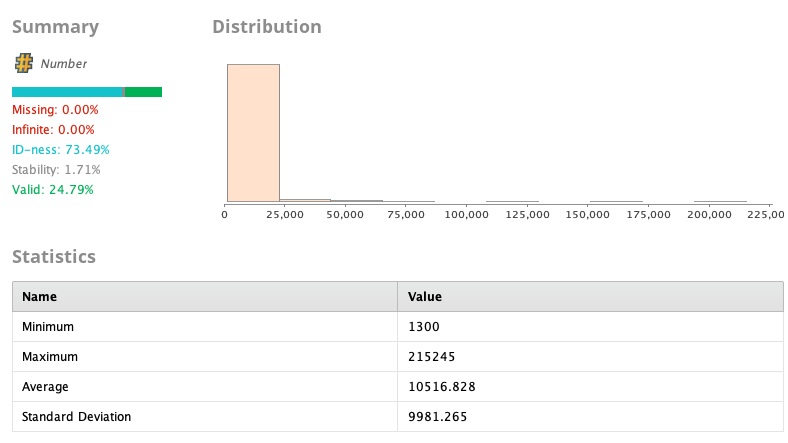 Summary
Distribution
# Number
Missing: 0.00%
Infinite: 0.00%
ID-ness: 73.49%
Stability: 1.71%
Valid: 24.79%
0 25,000 50,000 75,000 100,000 125,000 150,000 175,000 200,000 225,00
Statistics
Name Value
Minimum 1300
Maximum 215245
Average 10516.828
Standard Deviation 9981.265